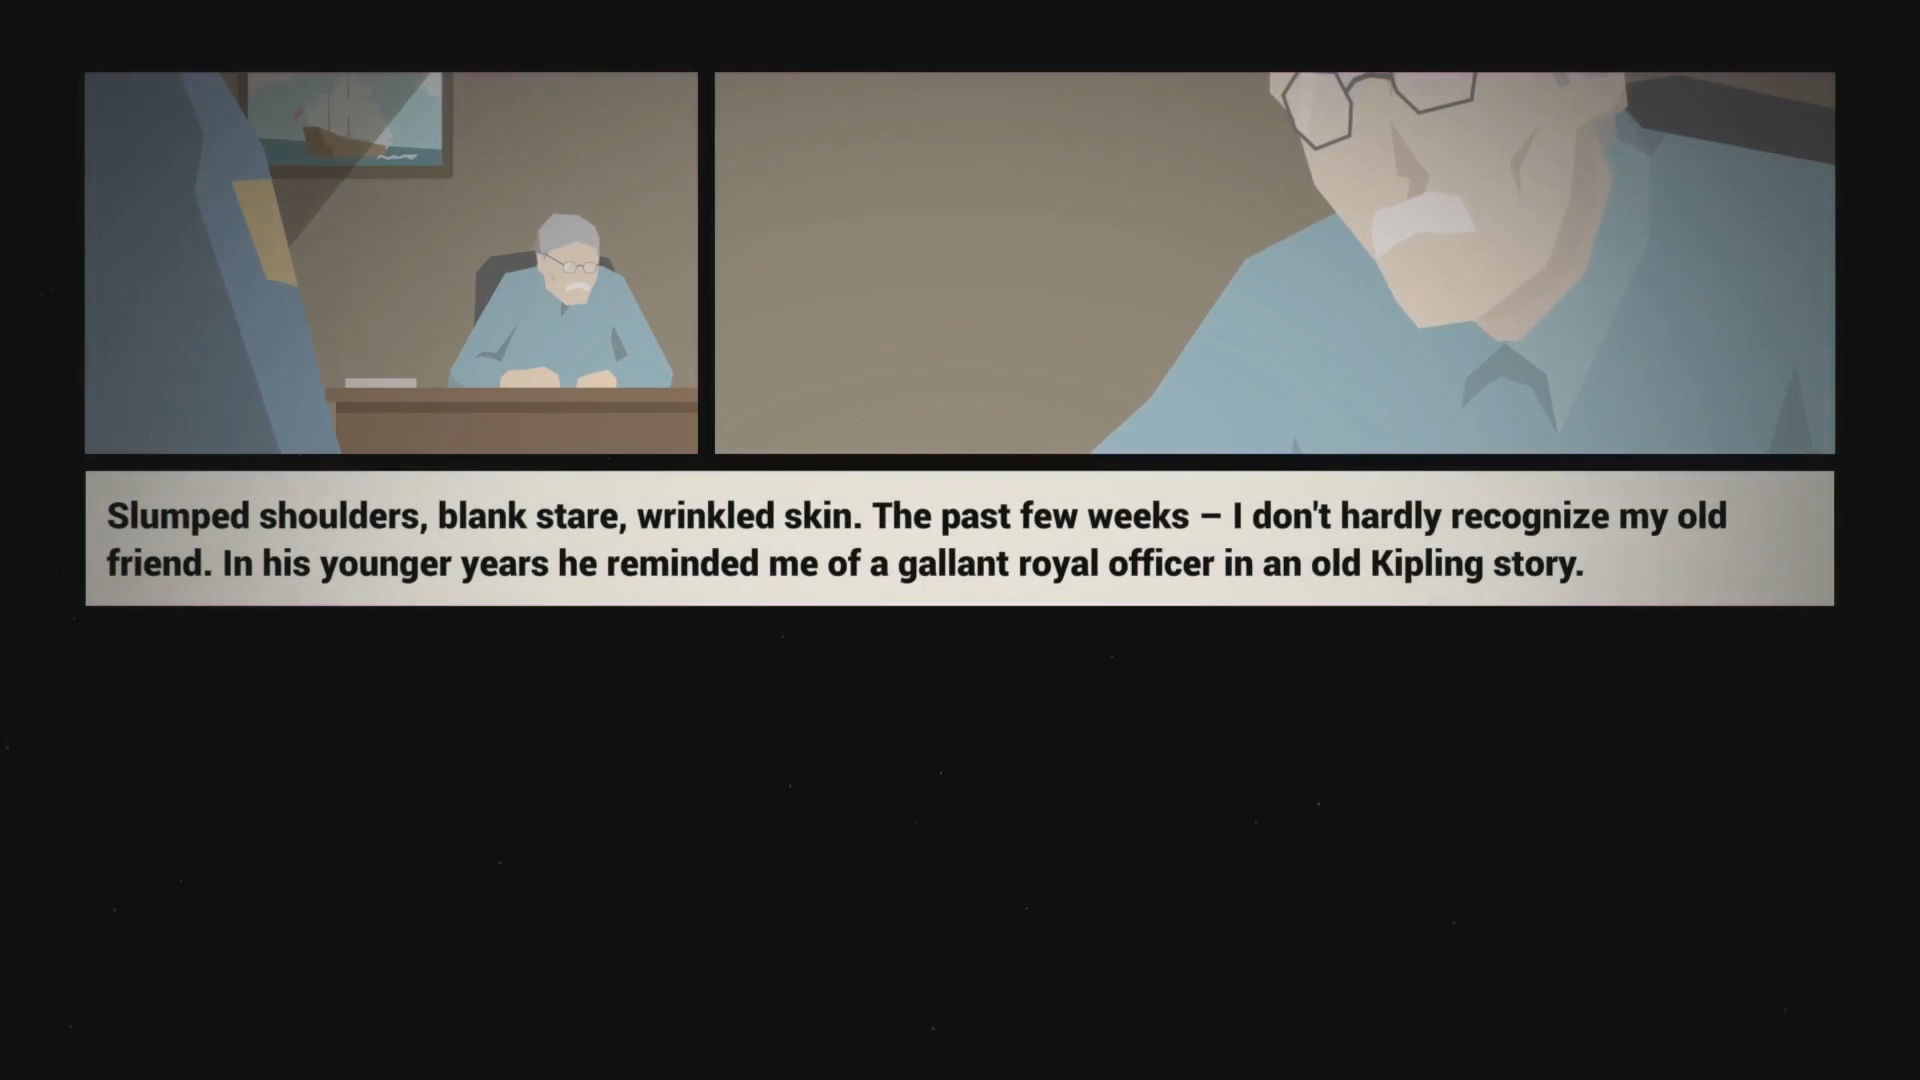 Slumped shoulders, blank stare, wrinkled skin. The past few weeks – I don't hardly recognize my old
friend. In his younger years he reminded me of a gallant royal officer in an old Kipling story.